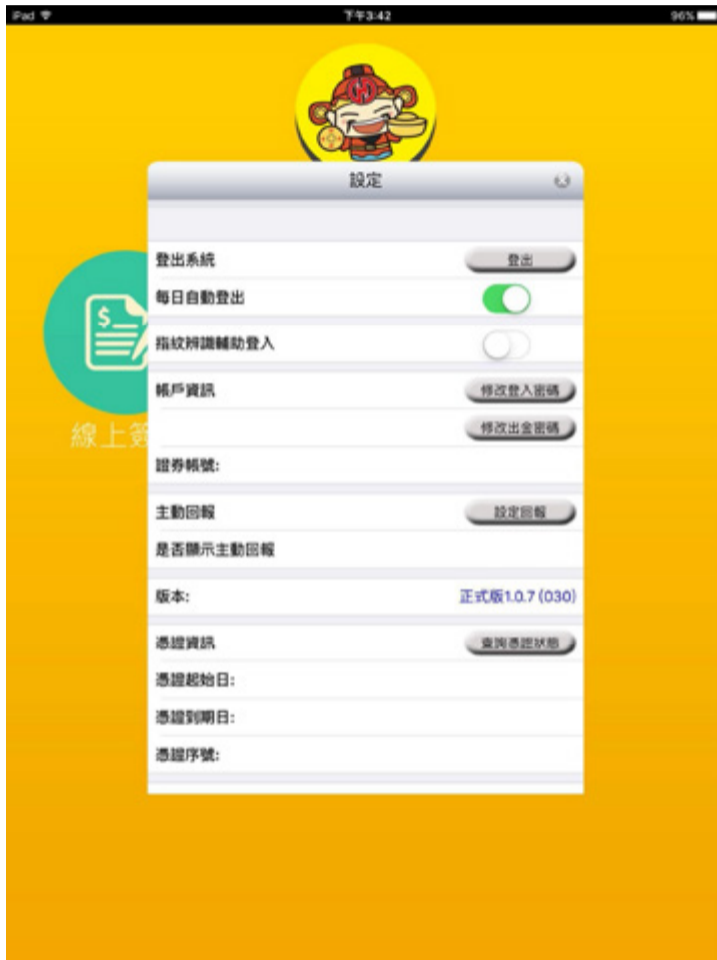 iPad
下午3:42
96%
設定
登出系統
登出
每日自動登出
指紋辨識輔助登入
帳戶資訊
修改登入密碼
修改出金密碼
線上簽
證券帳號:
主動回報
設定回報
是否顯示主動回報
版本:
正式版1.0.7 (030)
憑證資訊
查詢憑證狀態
憑證起始日:
憑證到期日:
憑證序號: